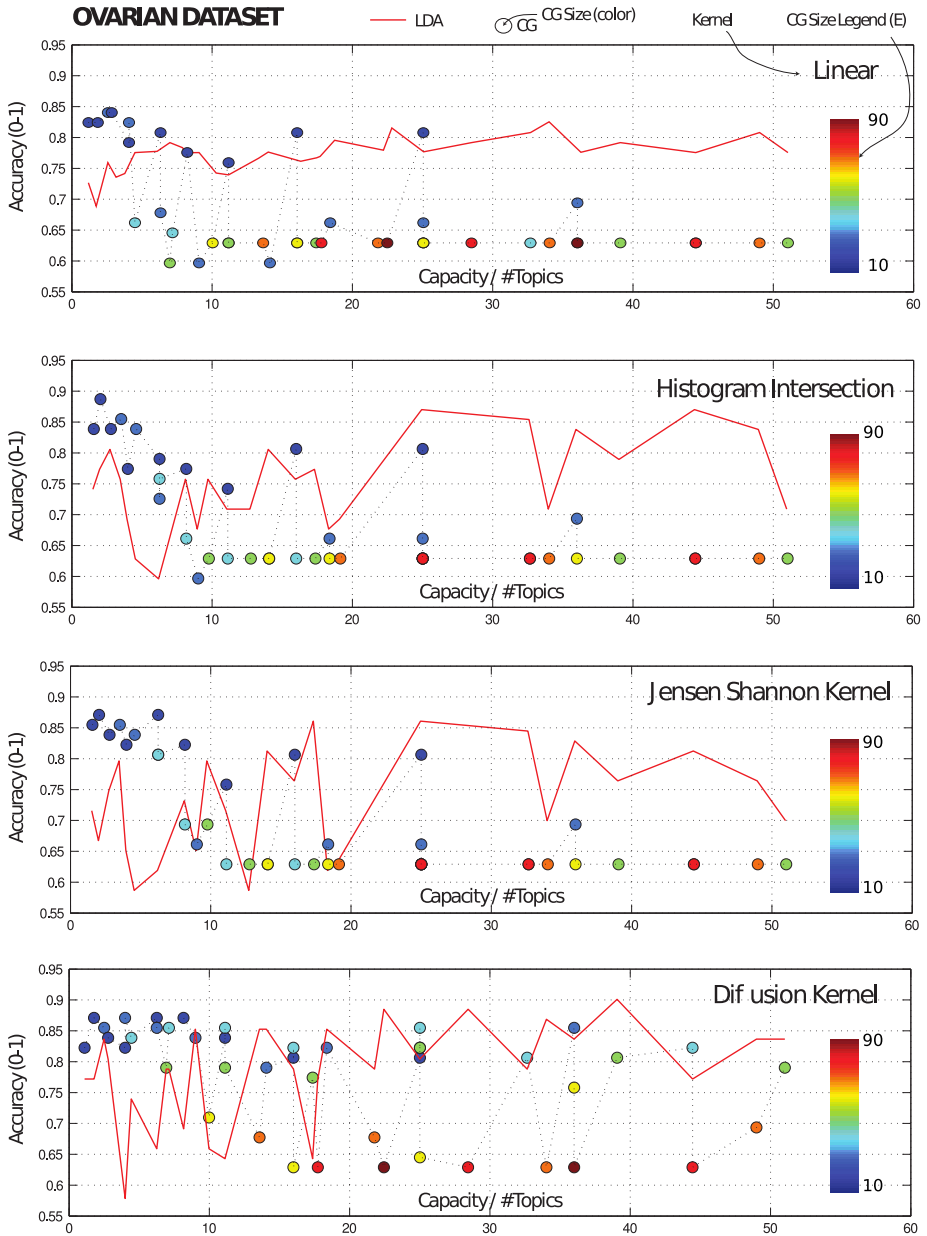 OVARIAN DATASET
LDA
CG
CG Size (color)
Kernel
CG Size Legend (E)
Linear
Accuracy (0-1)
0.95
0.9
0.85
0.8
0.75
0.7
0.65
0.6
0.55
90
10
Capacity / #Topics
0 10 20 30 40 50 60
Histogram Intersection
Accuracy (0-1)
0.95
0.9
0.85
0.8
0.75
0.7
0.65
0.6
0.55
90
10
Capacity / #Topics
0 10 20 30 40 50 60
Jensen Shannon Kernel
Accuracy (0-1)
0.95
0.9
0.85
0.8
0.75
0.7
0.65
0.6
0.55
90
10
Capacity / #Topics
0 10 20 30 40 50 60
Dif usion Kernel
Accuracy (0-1)
0.95
0.9
0.85
0.8
0.75
0.7
0.65
0.6
0.55
90
10
Capacity / #Topics
0 10 20 30 40 50 60